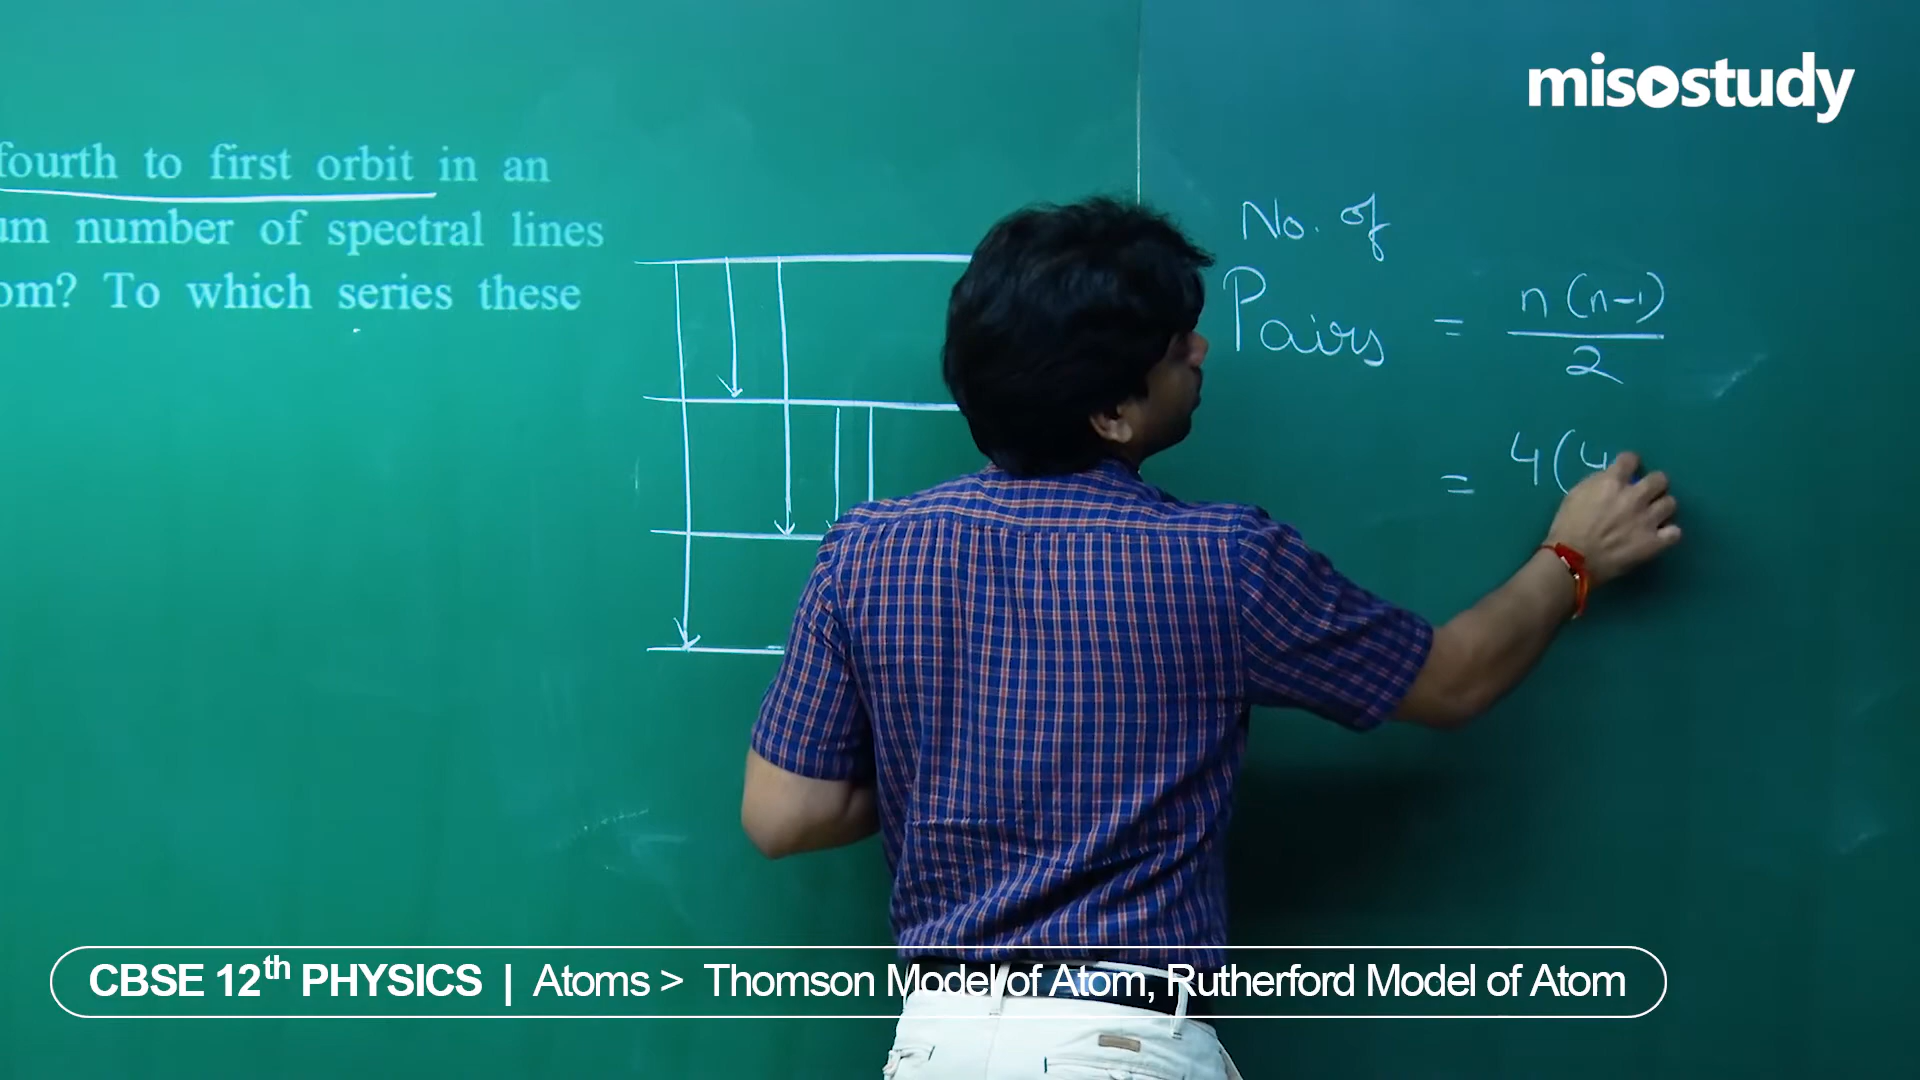 misostudy
fourth to first orbit in an
um number of spectral lines
om? To which series these
No. of
Pairs = n(n-1)
2
= 4(4
CBSE 12th PHYSICS | Atoms > Thomson Model of Atom, Rutherford Model of Atom